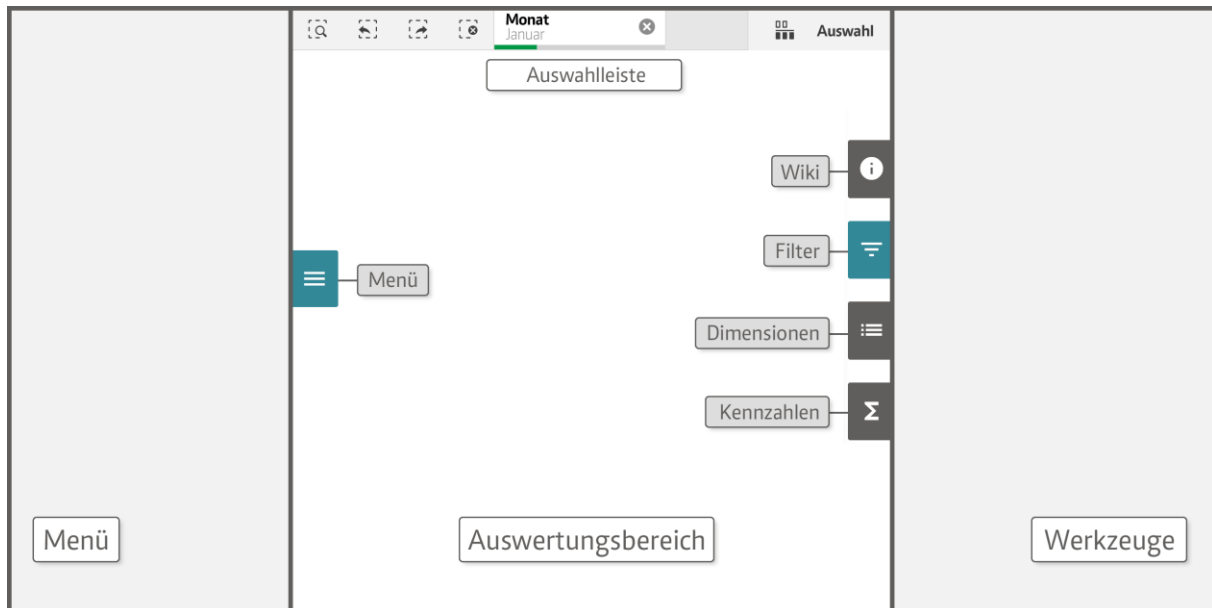 Monat
Januar
Auswahl
Auswahlleiste
Wiki
Filter
Menü
Dimensionen
Kennzahlen
Menü
Auswertungsbereich
Werkzeuge